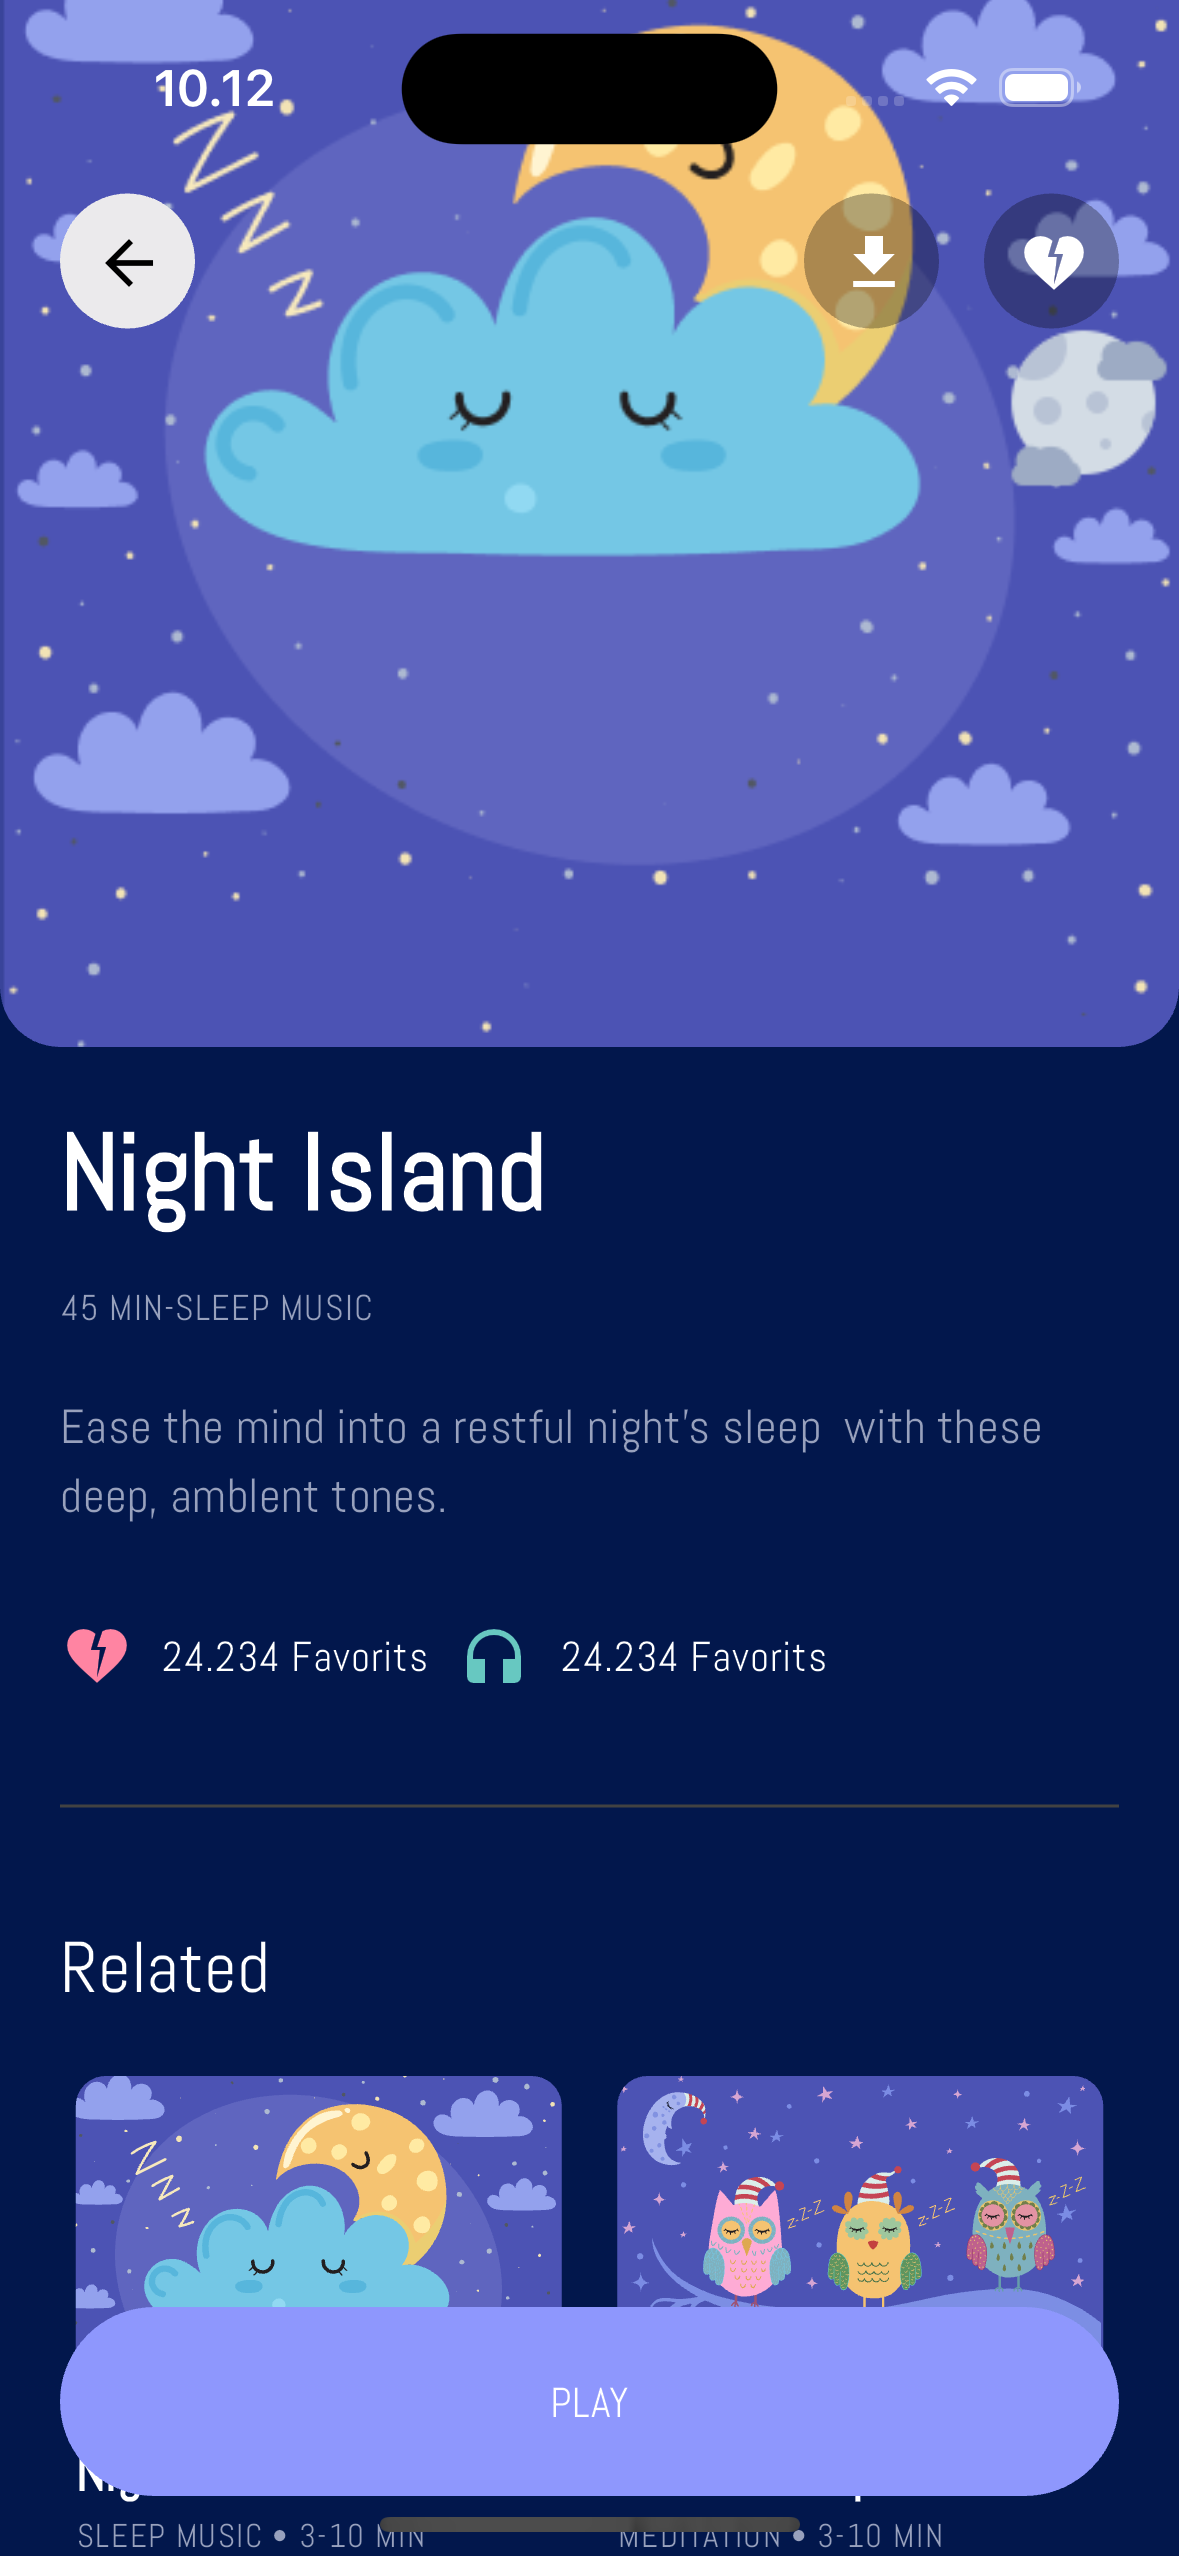 10.12
Z
Z
Z
Night Island
45 MIN-SLEEP MUSIC
Ease the mind into a restful night's sleep  with these
deep, amblent tones.
24.234 Favorits 24.234 Favorits
Related
Z
Z
Z
z-Z-Z z-Z-Z z-Z-Z
PLAY
SLEEP MUSIC • 3-10 MIN MEDITATION • 3-10 MIN